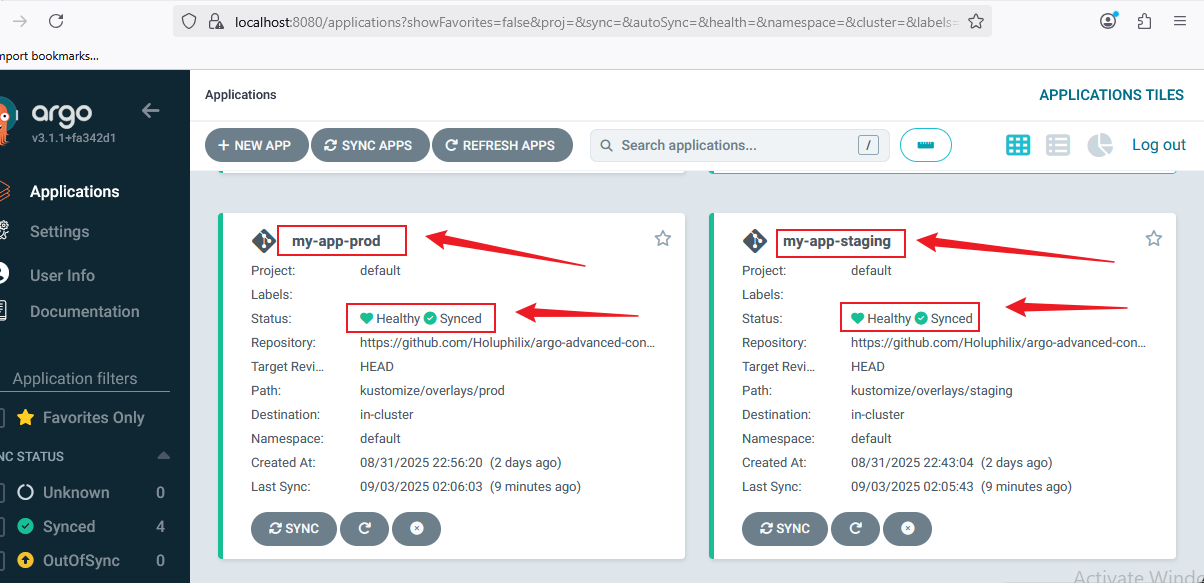 localhost:8080/applications?showFavorites=false&proj=&sync=&autoSync=&health=&namespace=&cluster=&labels=
mport bookmarks...
argo
v3.1.1+fa342d1
Applications
Settings
User Info
Documentation
Application filters
Favorites Only
NC STATUS
Unknown 0
Synced 4
OutOfSync 0
Applications
APPLICATIONS TILES
+ NEW APP
SYNC APPS
REFRESH APPS
Search applications...
/
Log out
my-app-prod
Project: default
Labels:
Status: Healthy Synced
Repository: https://github.com/Holuphilix/argo-advanced-con...
Target Revi... HEAD
Path: kustomize/overlays/prod
Destination: in-cluster
Namespace: default
Created At: 08/31/2025 22:56:20 (2 days ago)
Last Sync: 09/03/2025 02:06:03 (9 minutes ago)
SYNC
my-app-staging
Project: default
Labels:
Status: Healthy Synced
Repository: https://github.com/Holuphilix/argo-advanced-con...
Target Revi... HEAD
Path: kustomize/overlays/staging
Destination: in-cluster
Namespace: default
Created At: 08/31/2025 22:43:04 (2 days ago)
Last Sync: 09/03/2025 02:05:43 (9 minutes ago)
SYNC
Activate Windo